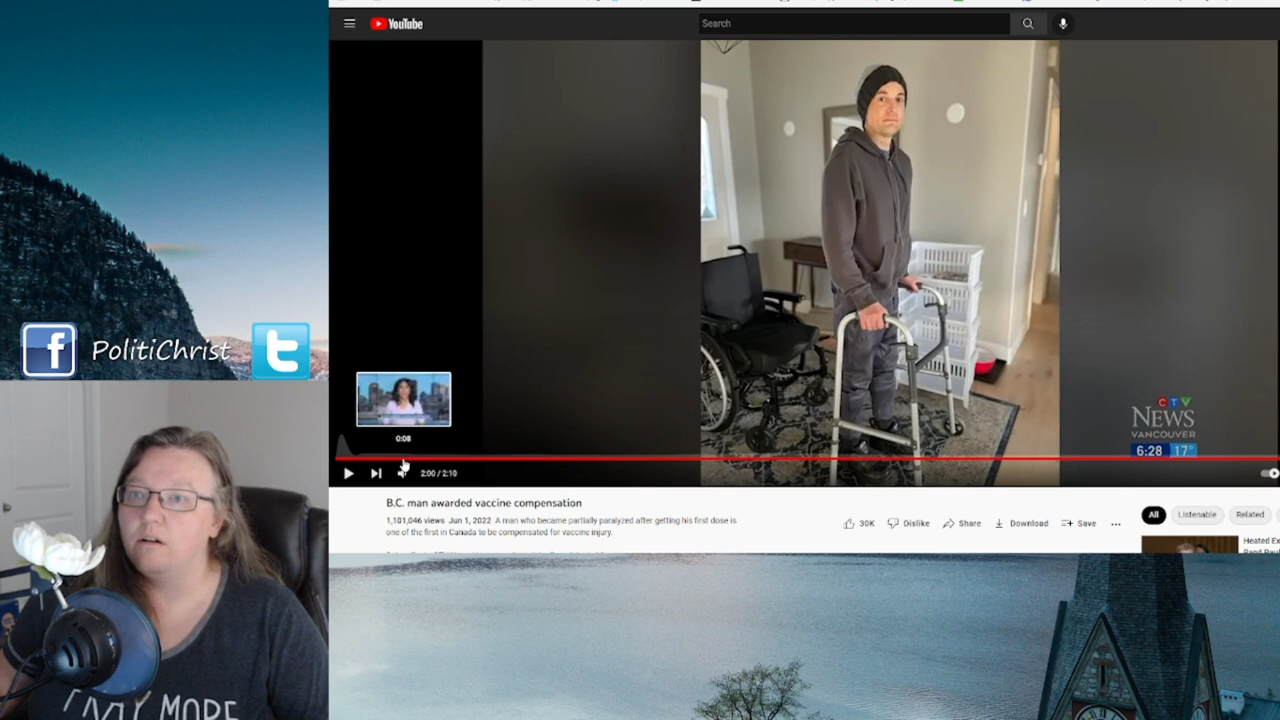 YouTube
Search
PolitiChrist
0:08
2:00 / 2:10
CTV
NEWS
VANCOUVER
6:28 17°
B.C. man awarded vaccine compensation
1,101,046 views Jun 1, 2022 A man who became partially paralyzed after getting his first dose is
one of the first in Canada to be compensated for vaccine injury.
30K Dislike Share Download Save ...
All Listenable Related
Heated Ex
MORE